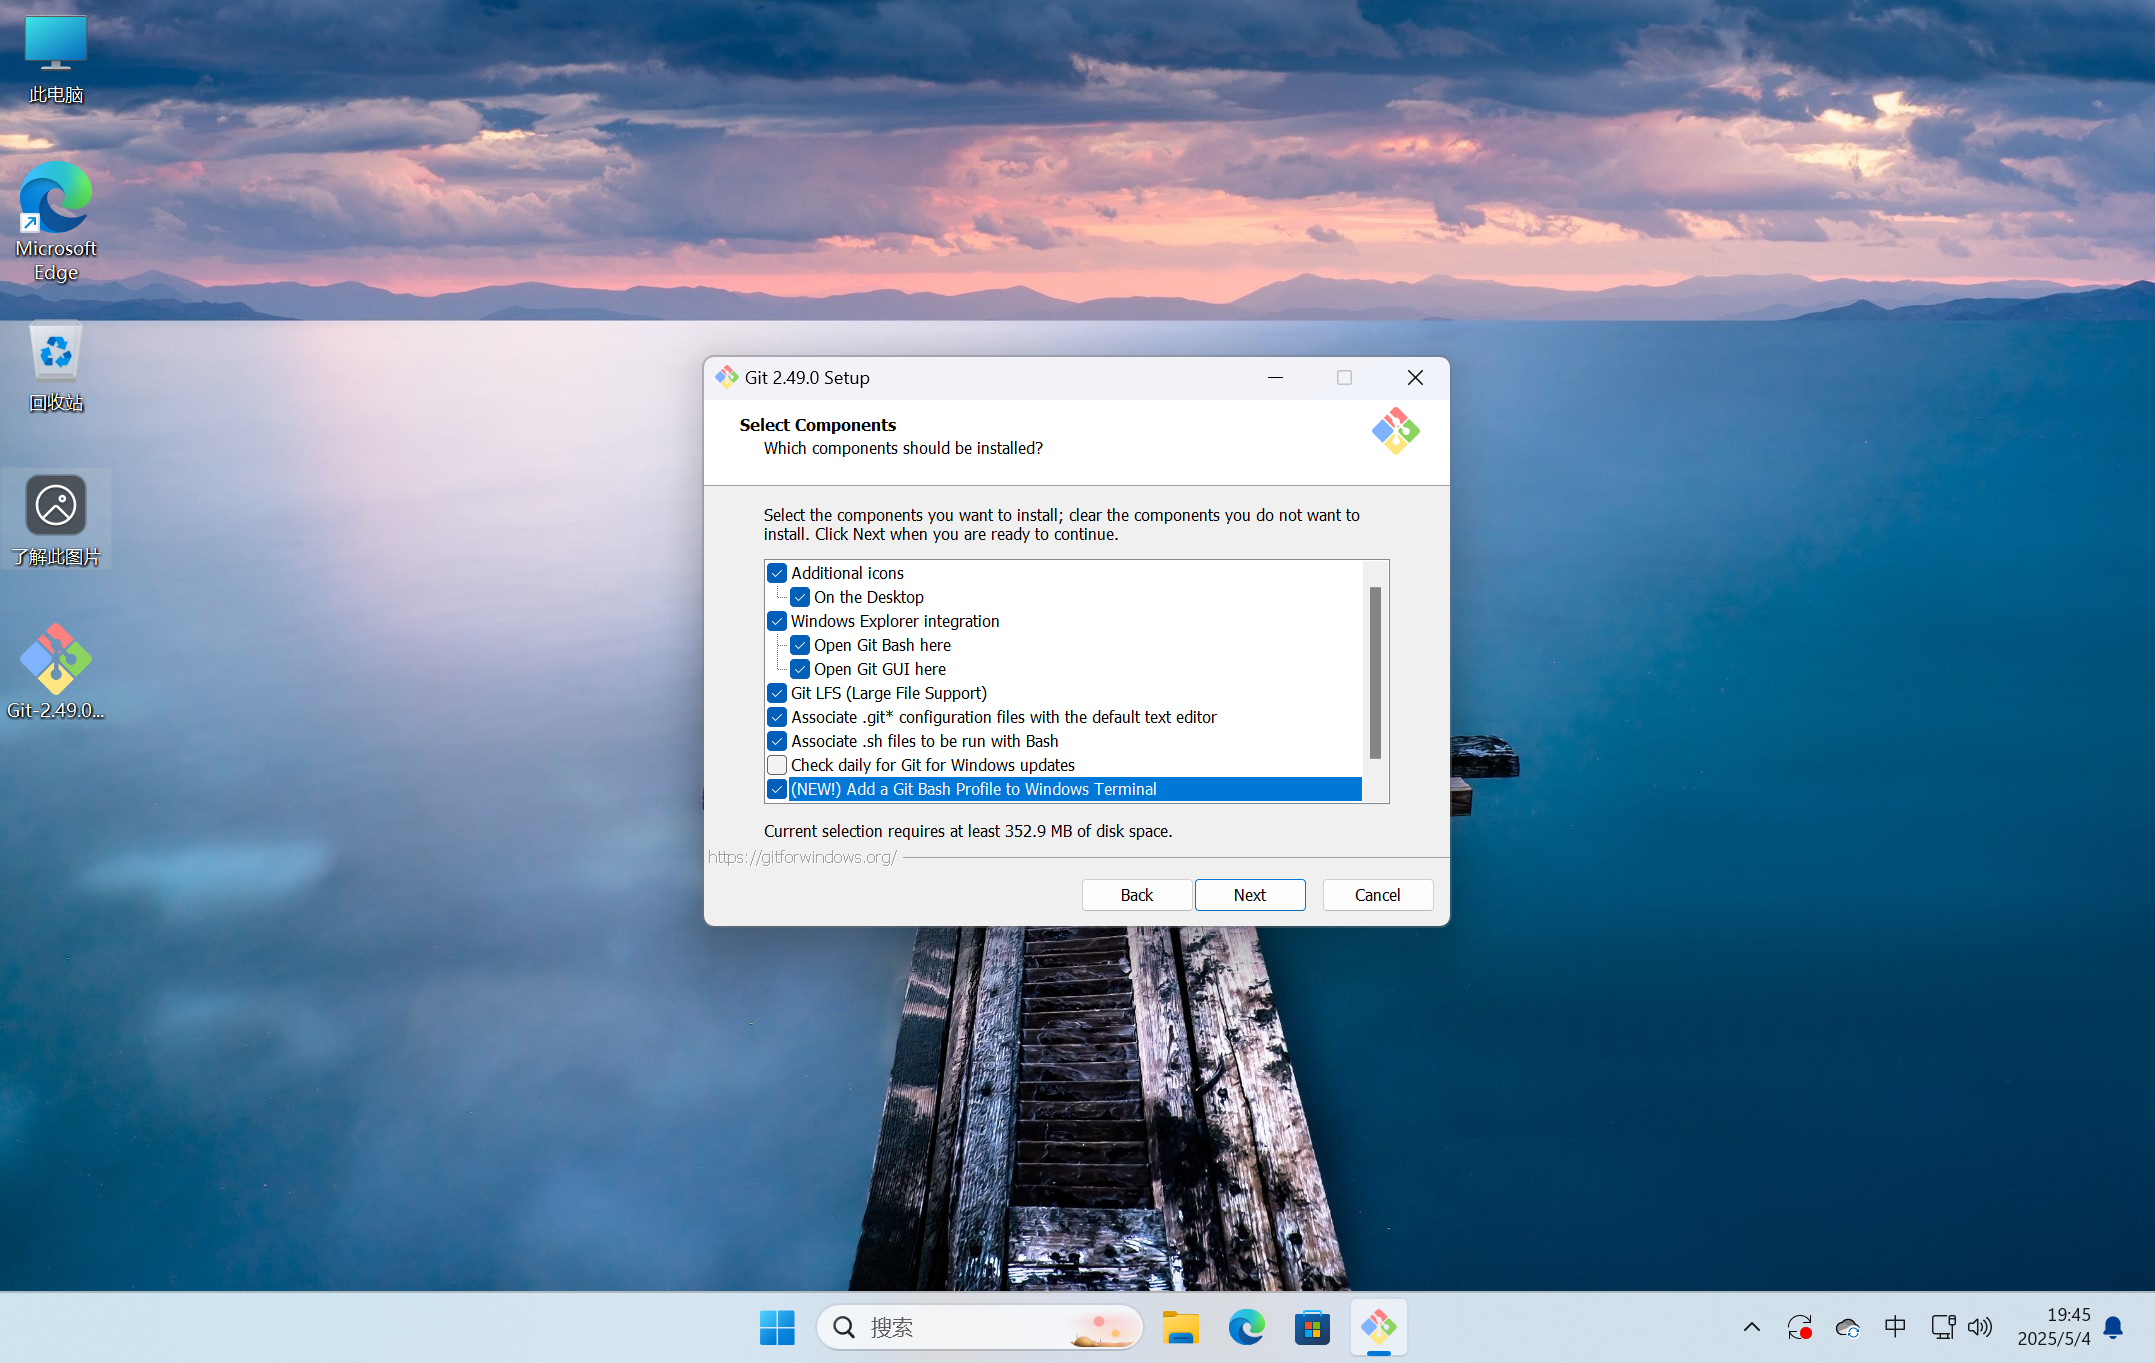 此电脑
Microsoft
Edge
回收站
了解此图片
Git-2.49.0...
Git 2.49.0 Setup
Select Components
Which components should be installed?
Select the components you want to install; clear the components you do not want to
install. Click Next when you are ready to continue.
Additional icons
On the Desktop
Windows Explorer integration
Open Git Bash here
Open Git GUI here
Git LFS (Large File Support)
Associate .git* configuration files with the default text editor
Associate .sh files to be run with Bash
Check daily for Git for Windows updates
(NEW!) Add a Git Bash Profile to Windows Terminal
Current selection requires at least 352.9 MB of disk space.
https://gitforwindows.org/
Back
Next
Cancel
搜索
中
19:45
2025/5/4